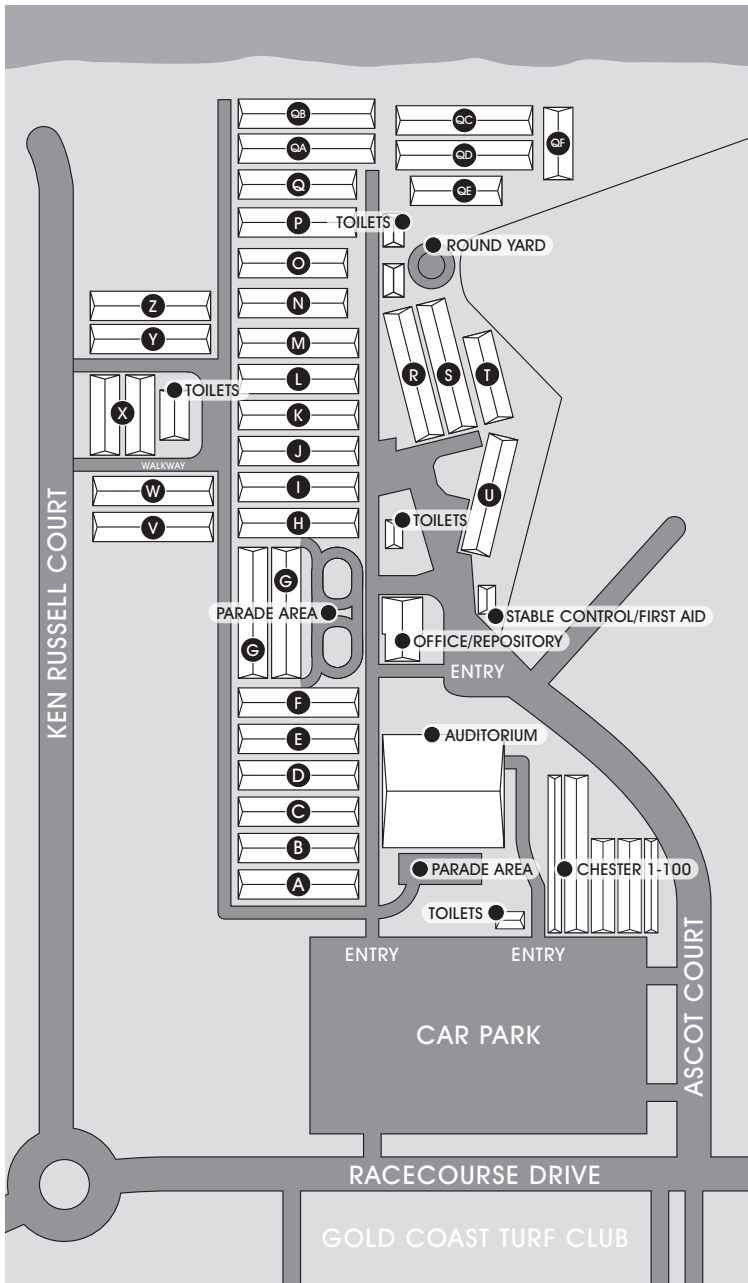 QB
QC
QF
QA
QD
Q
QE
P
TOILETS
ROUND YARD
O
N
Z
Y
M
L
R
S
T
X
TOILETS
K
J
WALKWAY
I
W
U
H
TOILETS
V
G
PARADE AREA
STABLE CONTROL/FIRST AID
G
OFFICE/REPOSITORY
KEN RUSSELL COURT
ENTRY
F
E
AUDITORIUM
D
C
B
A
PARADE AREA
CHESTER 1-100
TOILETS
ENTRY
ENTRY
CAR PARK
ASCOT COURT
RACECOURSE DRIVE
GOLD COAST TURF CLUB